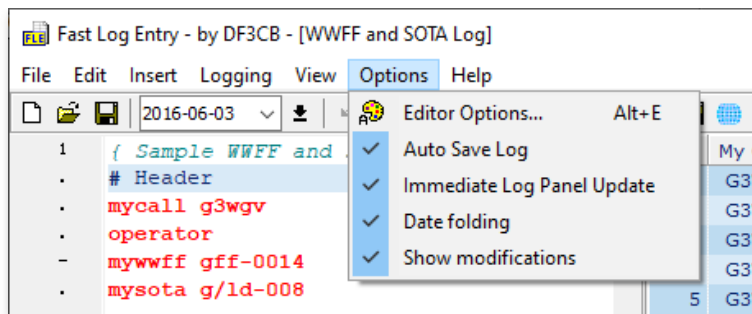 FLE Fast Log Entry - by DF3CB - [WWFF and SOTA Log]
File Edit Insert Logging View Options Help
2016-06-03
Editor Options... Alt+E
Auto Save Log
Immediate Log Panel Update
Date folding
Show modifications
1 { Sample WWFF and
. # Header
. mycall g3wgv
. operator
- mywwff gff-0014
. mysota g/ld-008
My
G3
G3
G3
G3
5 G3